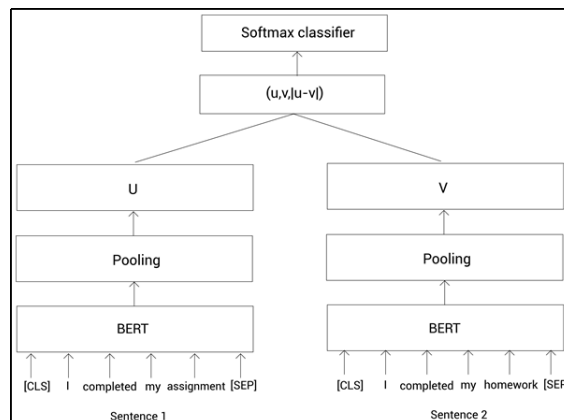 Softmax classifier
(u,v,|u-v|)
U V
Pooling Pooling
BERT BERT
[CLS] I completed my assignment [SEP] [CLS] I completed my homework [SEP
Sentence 1 Sentence 2